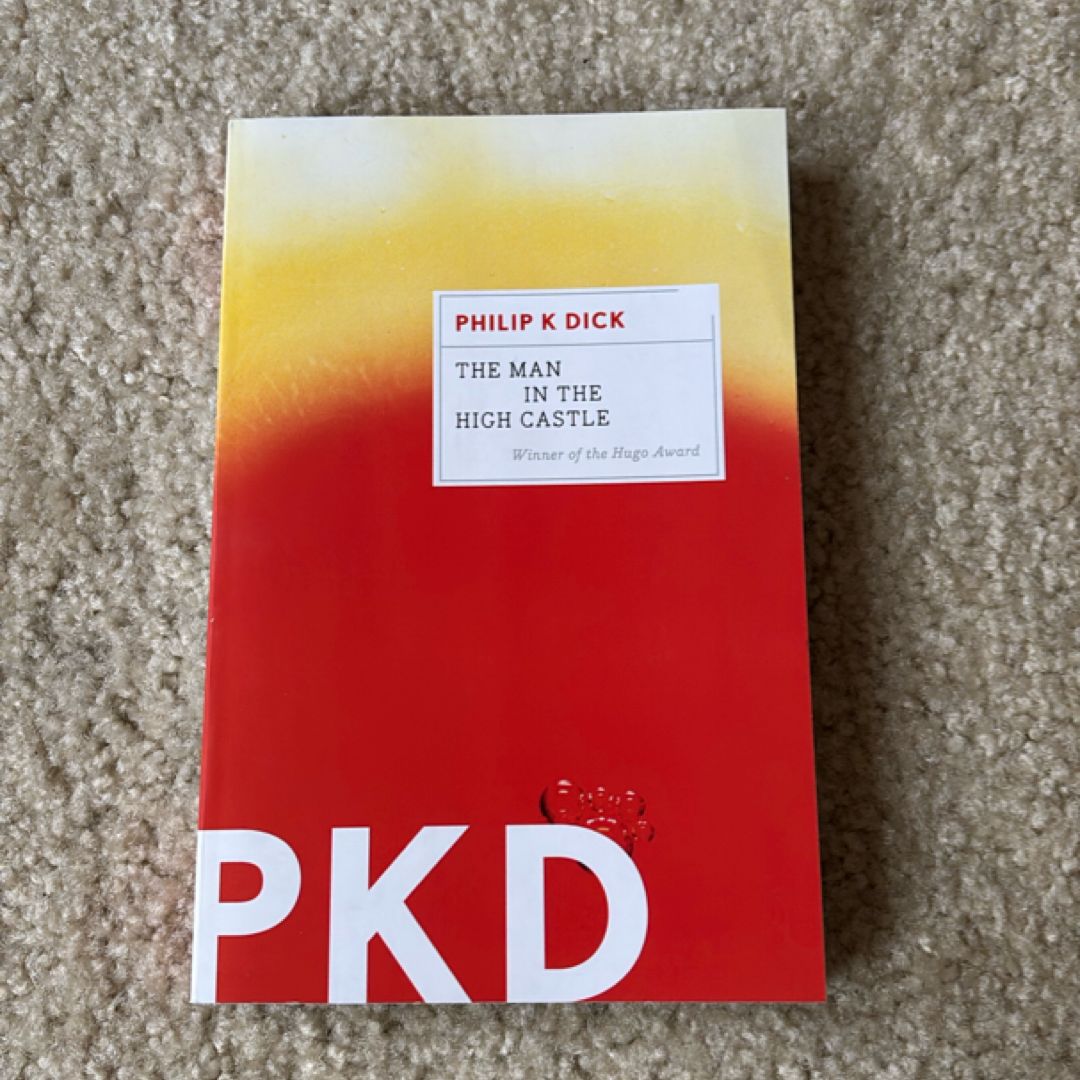 PHILIP K DICK
THE MAN
IN THE
HIGH CASTLE
Winner of the Hugo Award
PKD